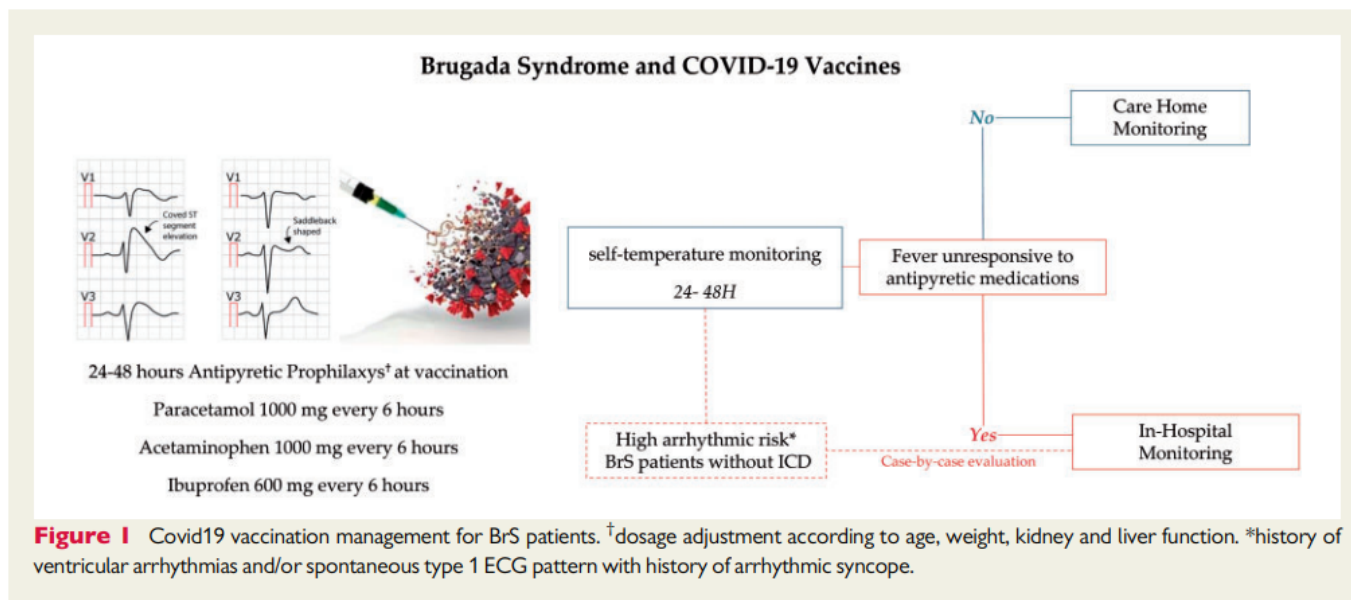 Brugada Syndrome and COVID-19 Vaccines
V1
V2
V3
Coved ST
segment
elevation
V1
V2
V3
Saddleback
shaped
24-48 hours Antipyretic Prophilaxys† at vaccination
Paracetamol 1000 mg every 6 hours
Acetaminophen 1000 mg every 6 hours
Ibuprofen 600 mg every 6 hours
self-temperature monitoring
24- 48H
High arrhythmic risk*
BrS patients without ICD
Fever unresponsive to
antipyretic medications
No
Care Home
Monitoring
Yes
Case-by-case evaluation
In-Hospital
Monitoring
Figure 1 Covid19 vaccination management for BrS patients. †dosage adjustment according to age, weight, kidney and liver function. *history of
ventricular arrhythmias and/or spontaneous type 1 ECG pattern with history of arrhythmic syncope.